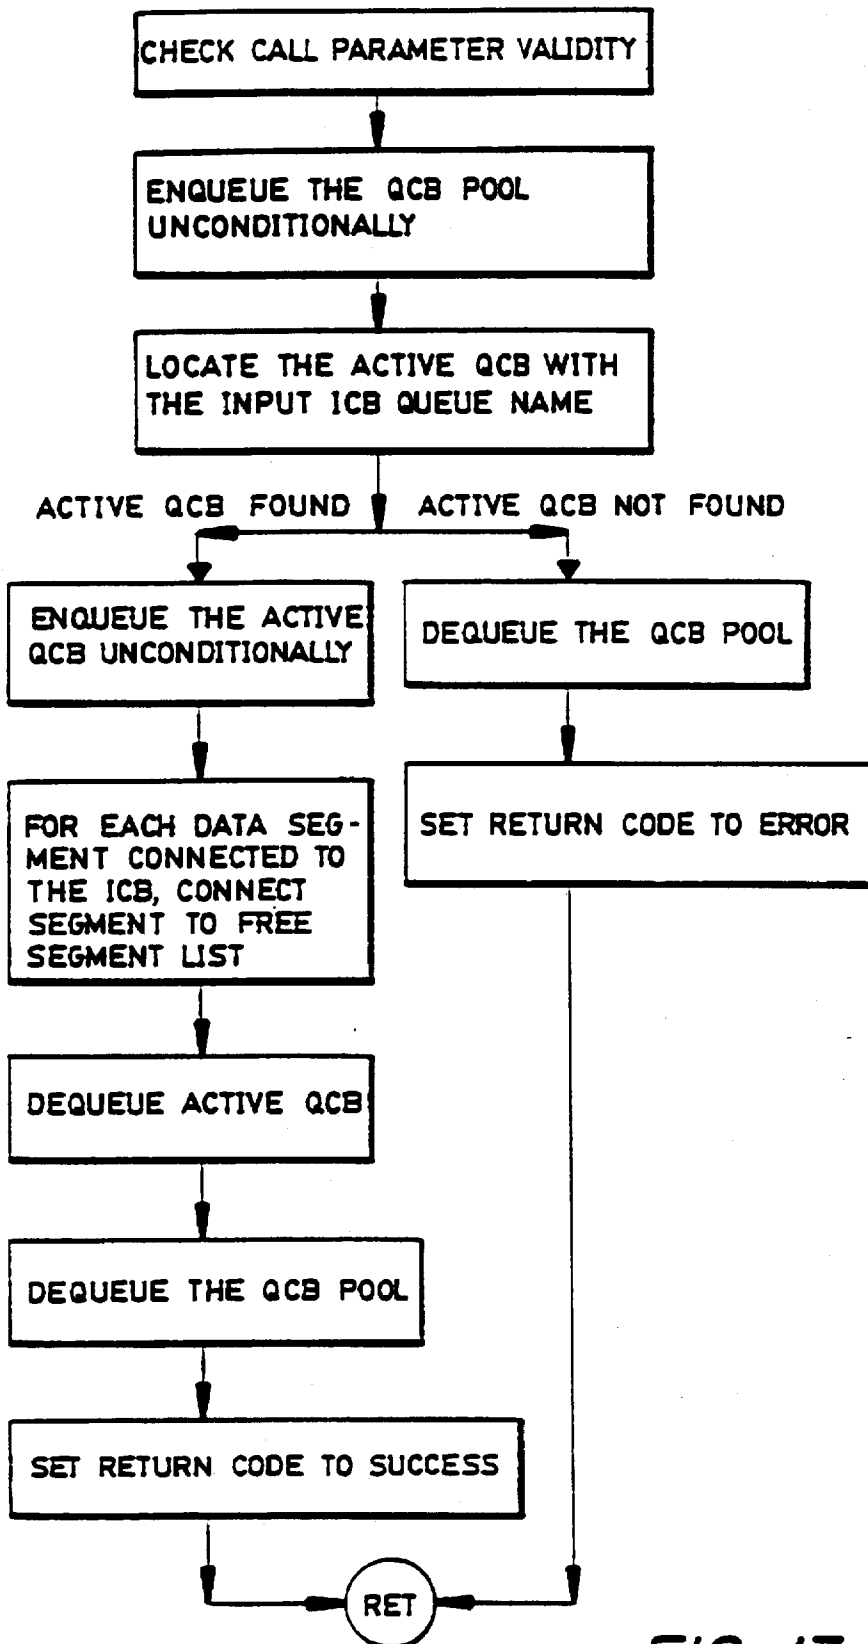 CHECK CALL PARAMETER VALIDITY
ENQUEUE THE QCB POOL
UNCONDITIONALLY
LOCATE THE ACTIVE QCB WITH
THE INPUT ICB QUEUE NAME
ACTIVE QCB FOUND
ACTIVE QCB NOT FOUND
ENQUEUE THE ACTIVE
QCB UNCONDITIONALLY
DEQUEUE THE QCB POOL
FOR EACH DATA SEG-
MENT CONNECTED TO
THE ICB, CONNECT
SEGMENT TO FREE
SEGMENT LIST
SET RETURN CODE TO ERROR
DEQUEUE ACTIVE QCB
DEQUEUE THE QCB POOL
SET RETURN CODE TO SUCCESS
RET